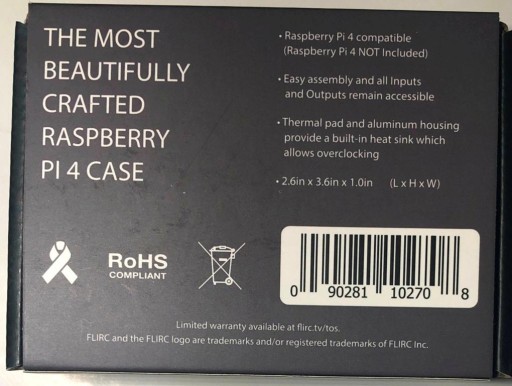 THE MOST
BEAUTIFULLY
CRAFTED
RASPBERRY
PI 4 CASE
• Raspberry Pi 4 compatible
(Raspberry Pi 4 NOT Included)
• Easy assembly and all Inputs
and Outputs remain accessible
• Thermal pad and aluminum housing
provide a built-in heat sink which
allows overclocking
• 2.6in x 3.6in x 1.0in (L x H x W)
RoHS
COMPLIANT
0 90281 10270 8
Limited warranty available at flirc.tv/tos.
FLIRC and the FLIRC logo are trademarks and/or registered trademarks of FLIRC Inc.